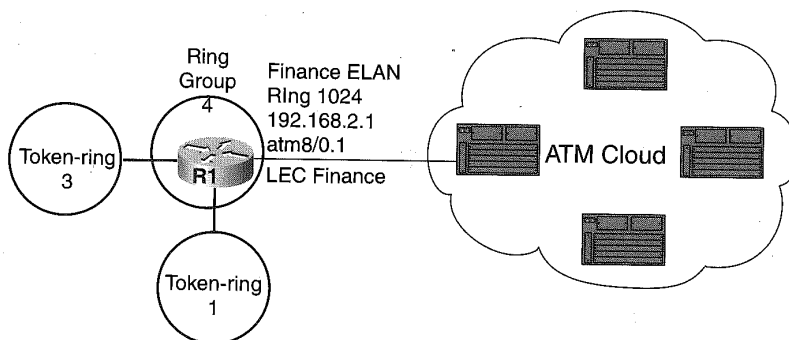 Ring
Group
4
Finance ELAN
RIng 1024
192.168.2.1
atm8/0.1
LEC Finance
Token-ring
3
R1
ATM Cloud
Token-ring
1